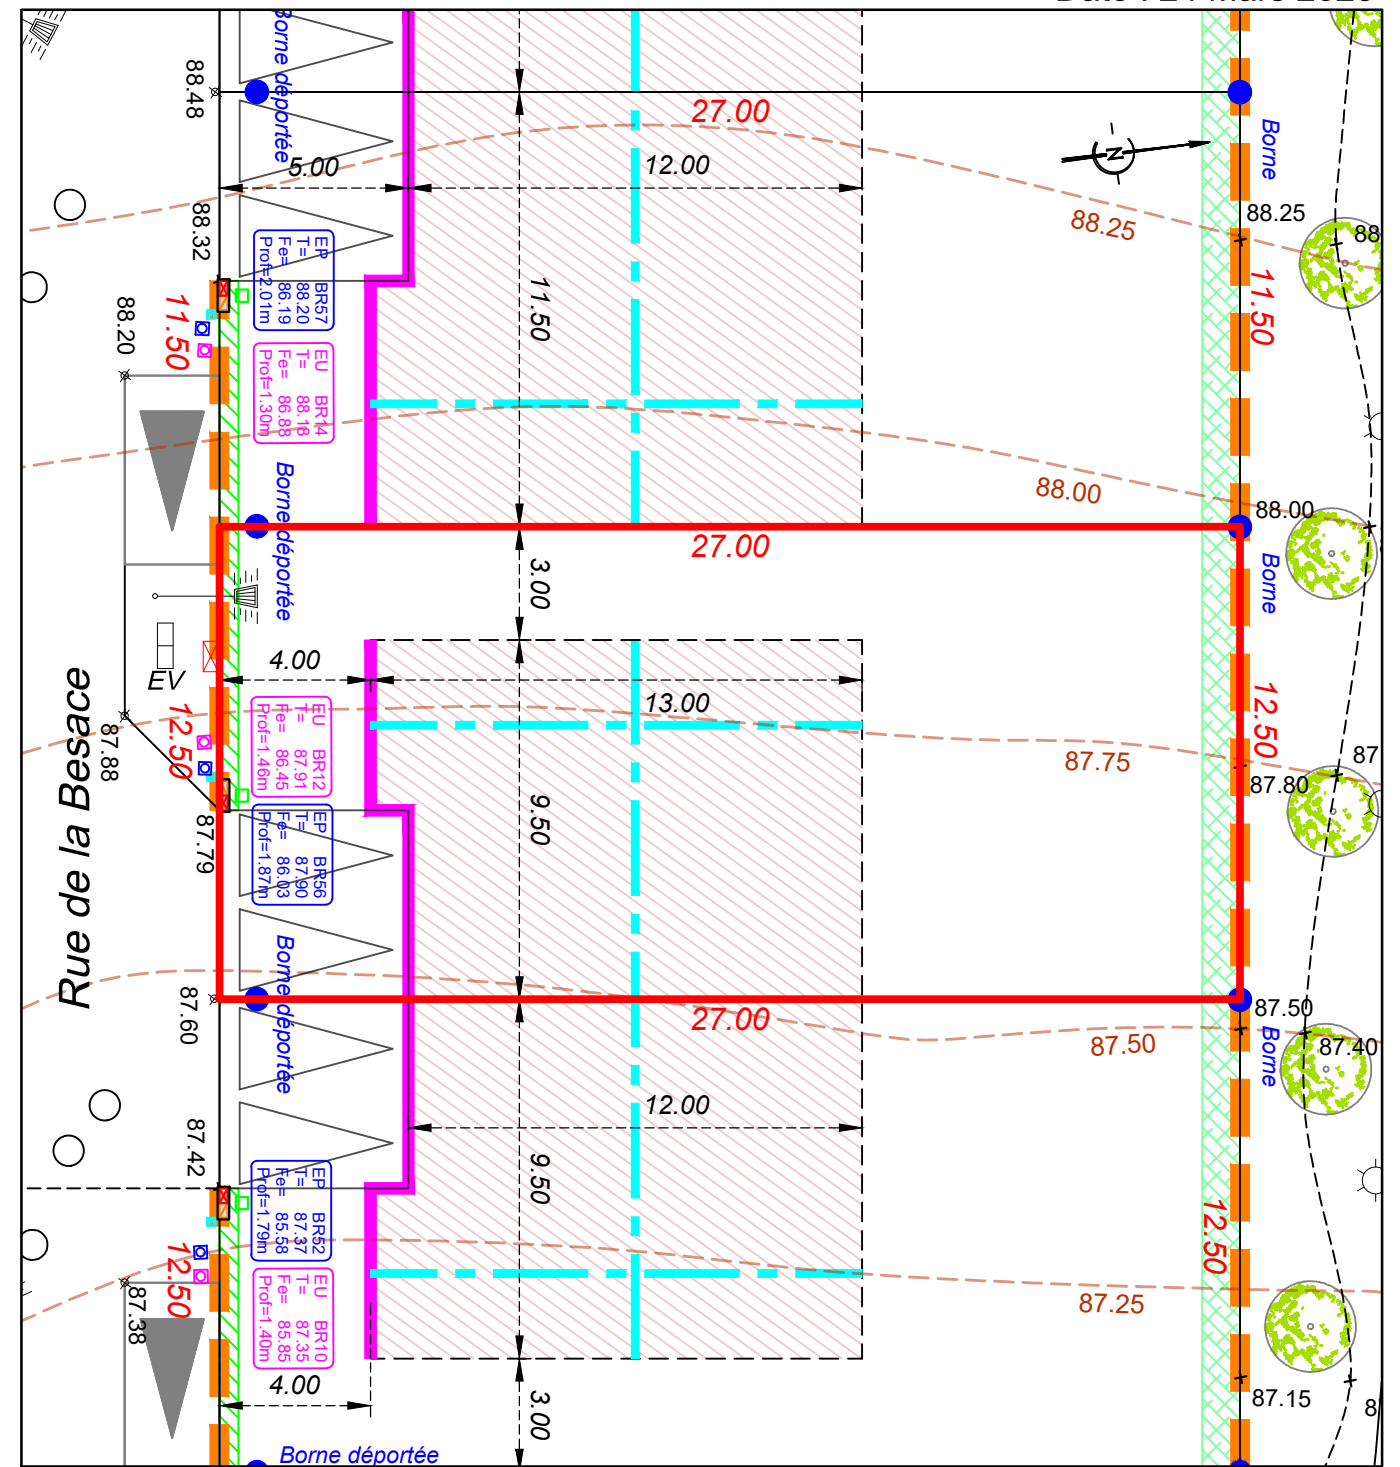 88.48
Borne déportée
27.00
Borne
5.00
12.00
N
88.32
88.25
88.25
88
EP BR57
T= 88.20
Fe= 86.19
Prof=2.01m
11.50
11.50
11.50
88.20
EU BR14
T= 88.18
Fe= 86.88
Prof=1.30m
Borne déportée
88.00
88.00
27.00
Borne
3.00
4.00
13.00
EV
12.50
12.50
EU BR12
T= 87.91
Fe= 86.45
Prof=1.46m
87.88
87.75
87.80
87
Rue de la Besace
87.79
EP BR56
T= 87.90
Fe= 86.03
Prof=1.87m
9.50
Borne déportée
87.60
27.00
87.50
87.50
Borne
87.40
12.00
87.42
9.50
EP BR52
T= 87.37
Fe= 85.58
Prof=1.79m
12.50
12.50
87.38
EU BR10
T= 87.35
Fe= 85.85
Prof=1.40m
87.25
4.00
3.00
87.15
8
Borne déportée